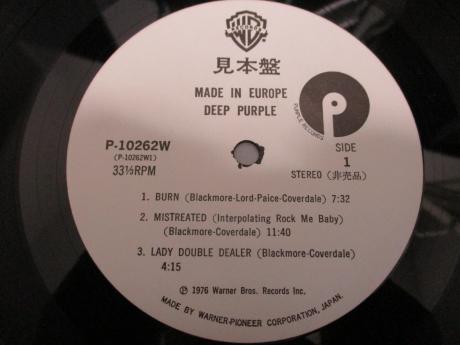 RECORDS
見本盤
MADE IN EUROPE
DEEP PURPLE
PURPLE RECORDS
P-10262W
(P-10262W1)
33⅓RPM
SIDE
1
STEREO (非売品)
1. BURN (Blackmore-Lord-Paice-Coverdale) 7:32
2. MISTREATED (Interpolating Rock Me Baby)
(Blackmore-Coverdale) 11:40
3. LADY DOUBLE DEALER (Blackmore-Coverdale)
4:15
Ⓟ 1976 Warner Bros. Records Inc.
MADE BY WARNER-PIONEER CORPORATION, JAPAN.